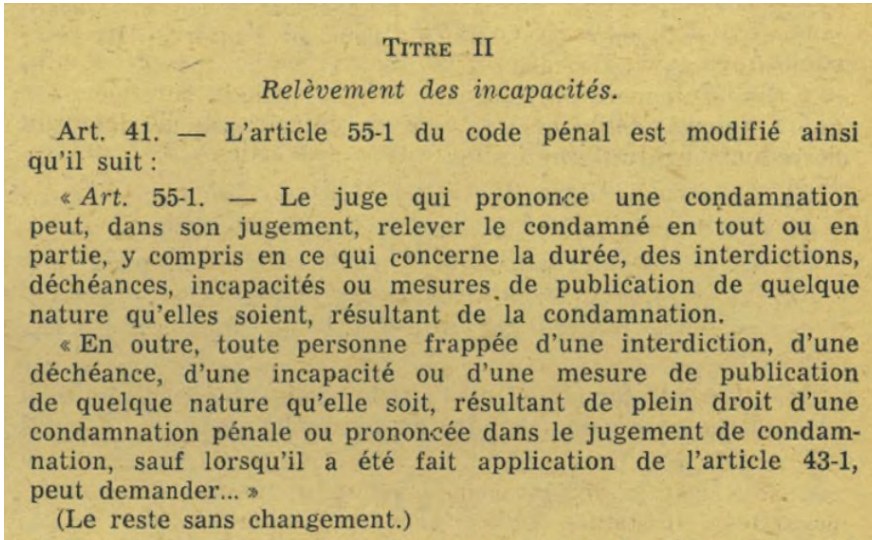 TITRE II
Relèvement des incapacités.
Art. 41. — L'article 55-1 du code pénal est modifié ainsi
qu'il suit :
« Art. 55-1. — Le juge qui prononce une condamnation
peut, dans son jugement, relever le condamné en tout ou en
partie, y compris en ce qui concerne la durée, des interdictions,
déchéances, incapacités ou mesures de publication de quelque
nature qu'elles soient, résultant de la condamnation.
« En outre, toute personne frappée d'une interdiction, d'une
déchéance, d'une incapacité ou d'une mesure de publication
de quelque nature qu'elle soit, résultant de plein droit d'une
condamnation pénale ou prononcée dans le jugement de condam-
nation, sauf lorsqu'il a été fait application de l'article 43-1,
peut demander... »
(Le reste sans changement.)